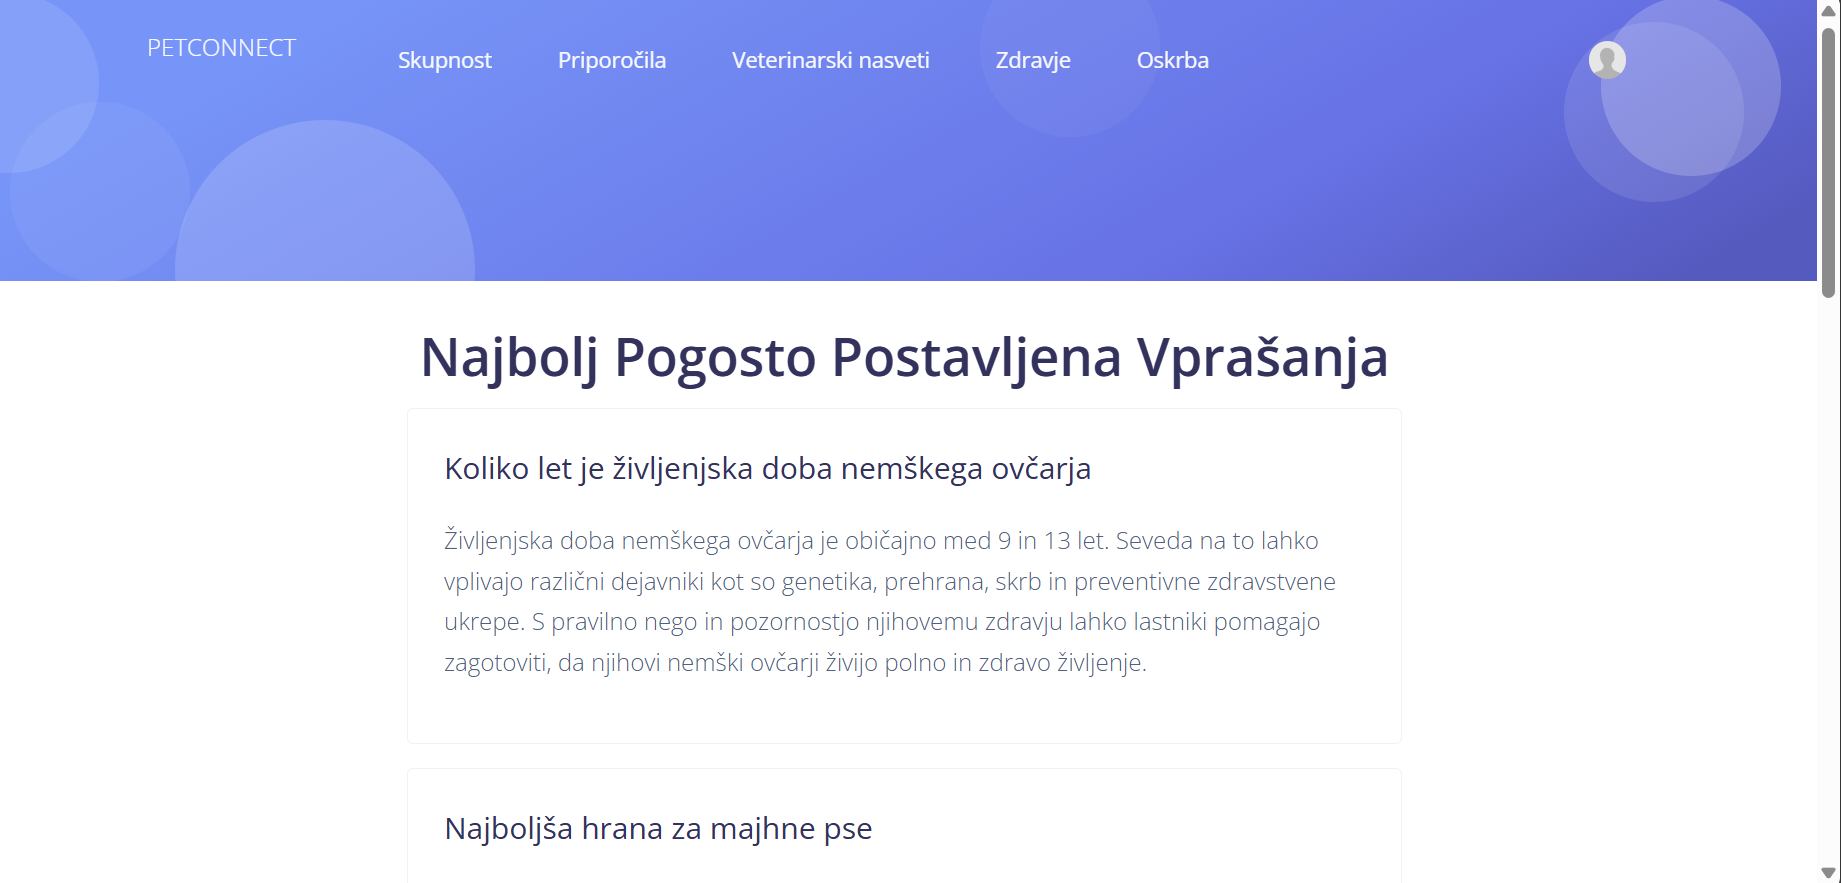 PETCONNECT
Skupnost
Priporočila
Veterinarski nasveti
Zdravje
Oskrba
Najbolj Pogosto Postavljena Vprašanja
Koliko let je življenjska doba nemškega ovčarja
Življenjska doba nemškega ovčarja je običajno med 9 in 13 let. Seveda na to lahko
vplivajo različni dejavniki kot so genetika, prehrana, skrb in preventivne zdravstvene
ukrepe. S pravilno nego in pozornostjo njihovemu zdravju lahko lastniki pomagajo
zagotoviti, da njihovi nemški ovčarji živijo polno in zdravo življenje.
Najboljša hrana za majhne pse